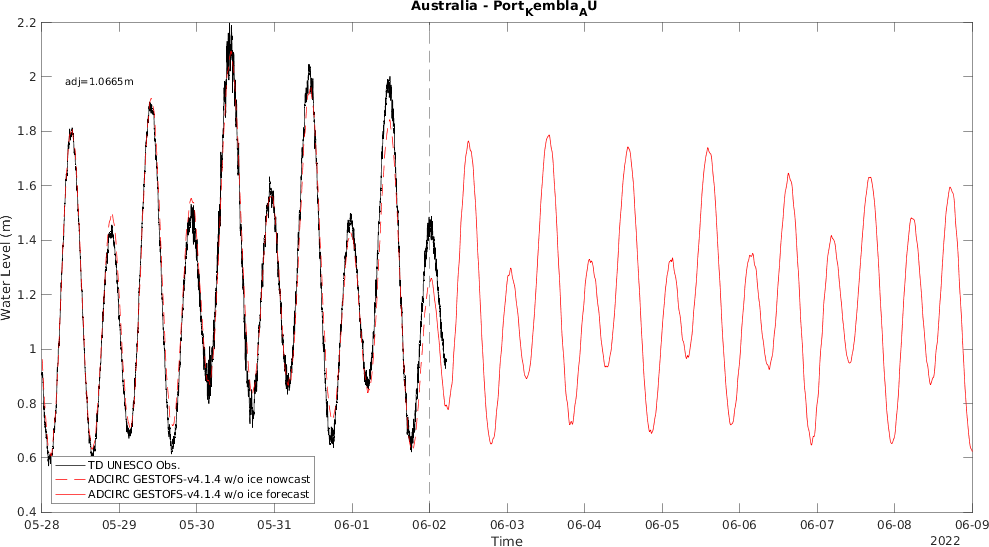 Australia - PortKemblaAU
2.2
2
1.8
1.6
1.4
1.2
1
0.8
0.6
0.4
Water Level (m)
adj=1.0665m
TD UNESCO Obs.
ADCIRC GESTOFS-v4.1.4 w/o ice nowcast
ADCIRC GESTOFS-v4.1.4 w/o ice forecast
05-28 05-29 05-30 05-31 06-01 06-02 06-03 06-04 06-05 06-06 06-07 06-08 06-09
Time
2022